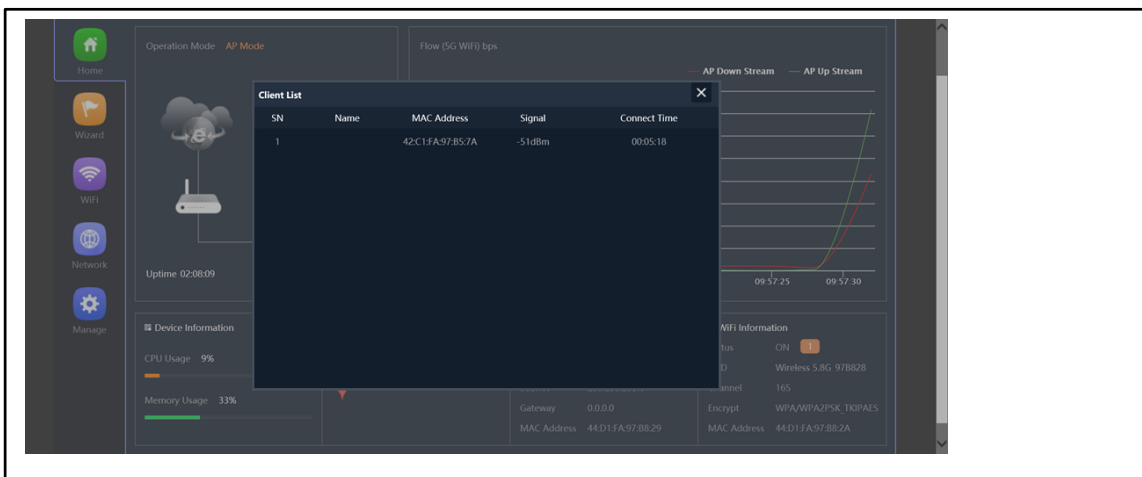 Home
Wizard
WiFi
Network
Manage
Operation Mode AP Mode
Uptime 02:08:09
Flow (5G WiFi) bps
AP Down Stream AP Up Stream
09:57:25 09:57:30
Client List
SN Name MAC Address Signal Connect Time
1 42:C1:FA:97:B5:7A -51dBm 00:05:18
Device Information
CPU Usage 9%
Memory Usage 33%
Gateway 0.0.0.0
MAC Address 44:D1:FA:97:B8:29
WiFi Information
ON 1
Wireless 5.8G 97B828
165
Encrypt WPA/WPA2PSK_TKIPAES
MAC Address 44:D1:FA:97:B8:2A